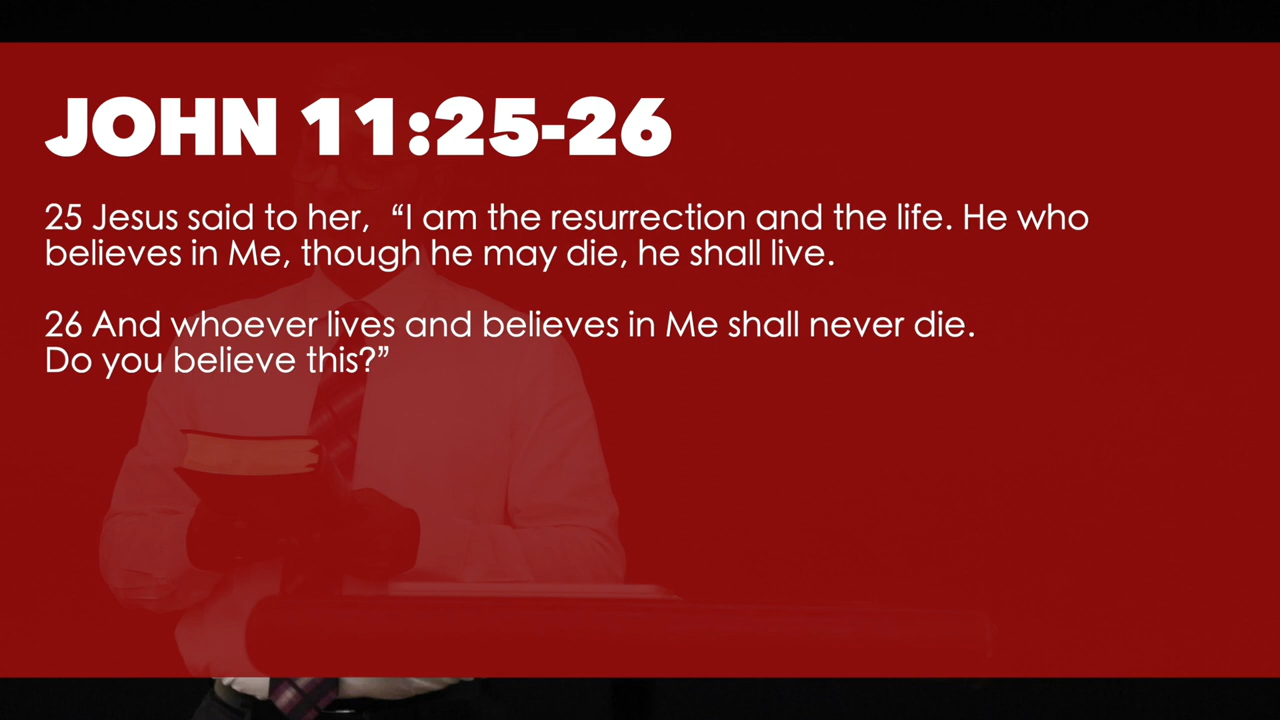 JOHN 11:25-26
25 Jesus said to her, “I am the resurrection and the life. He who
believes in Me, though he may die, he shall live.
26 And whoever lives and believes in Me shall never die.
Do you believe this?”